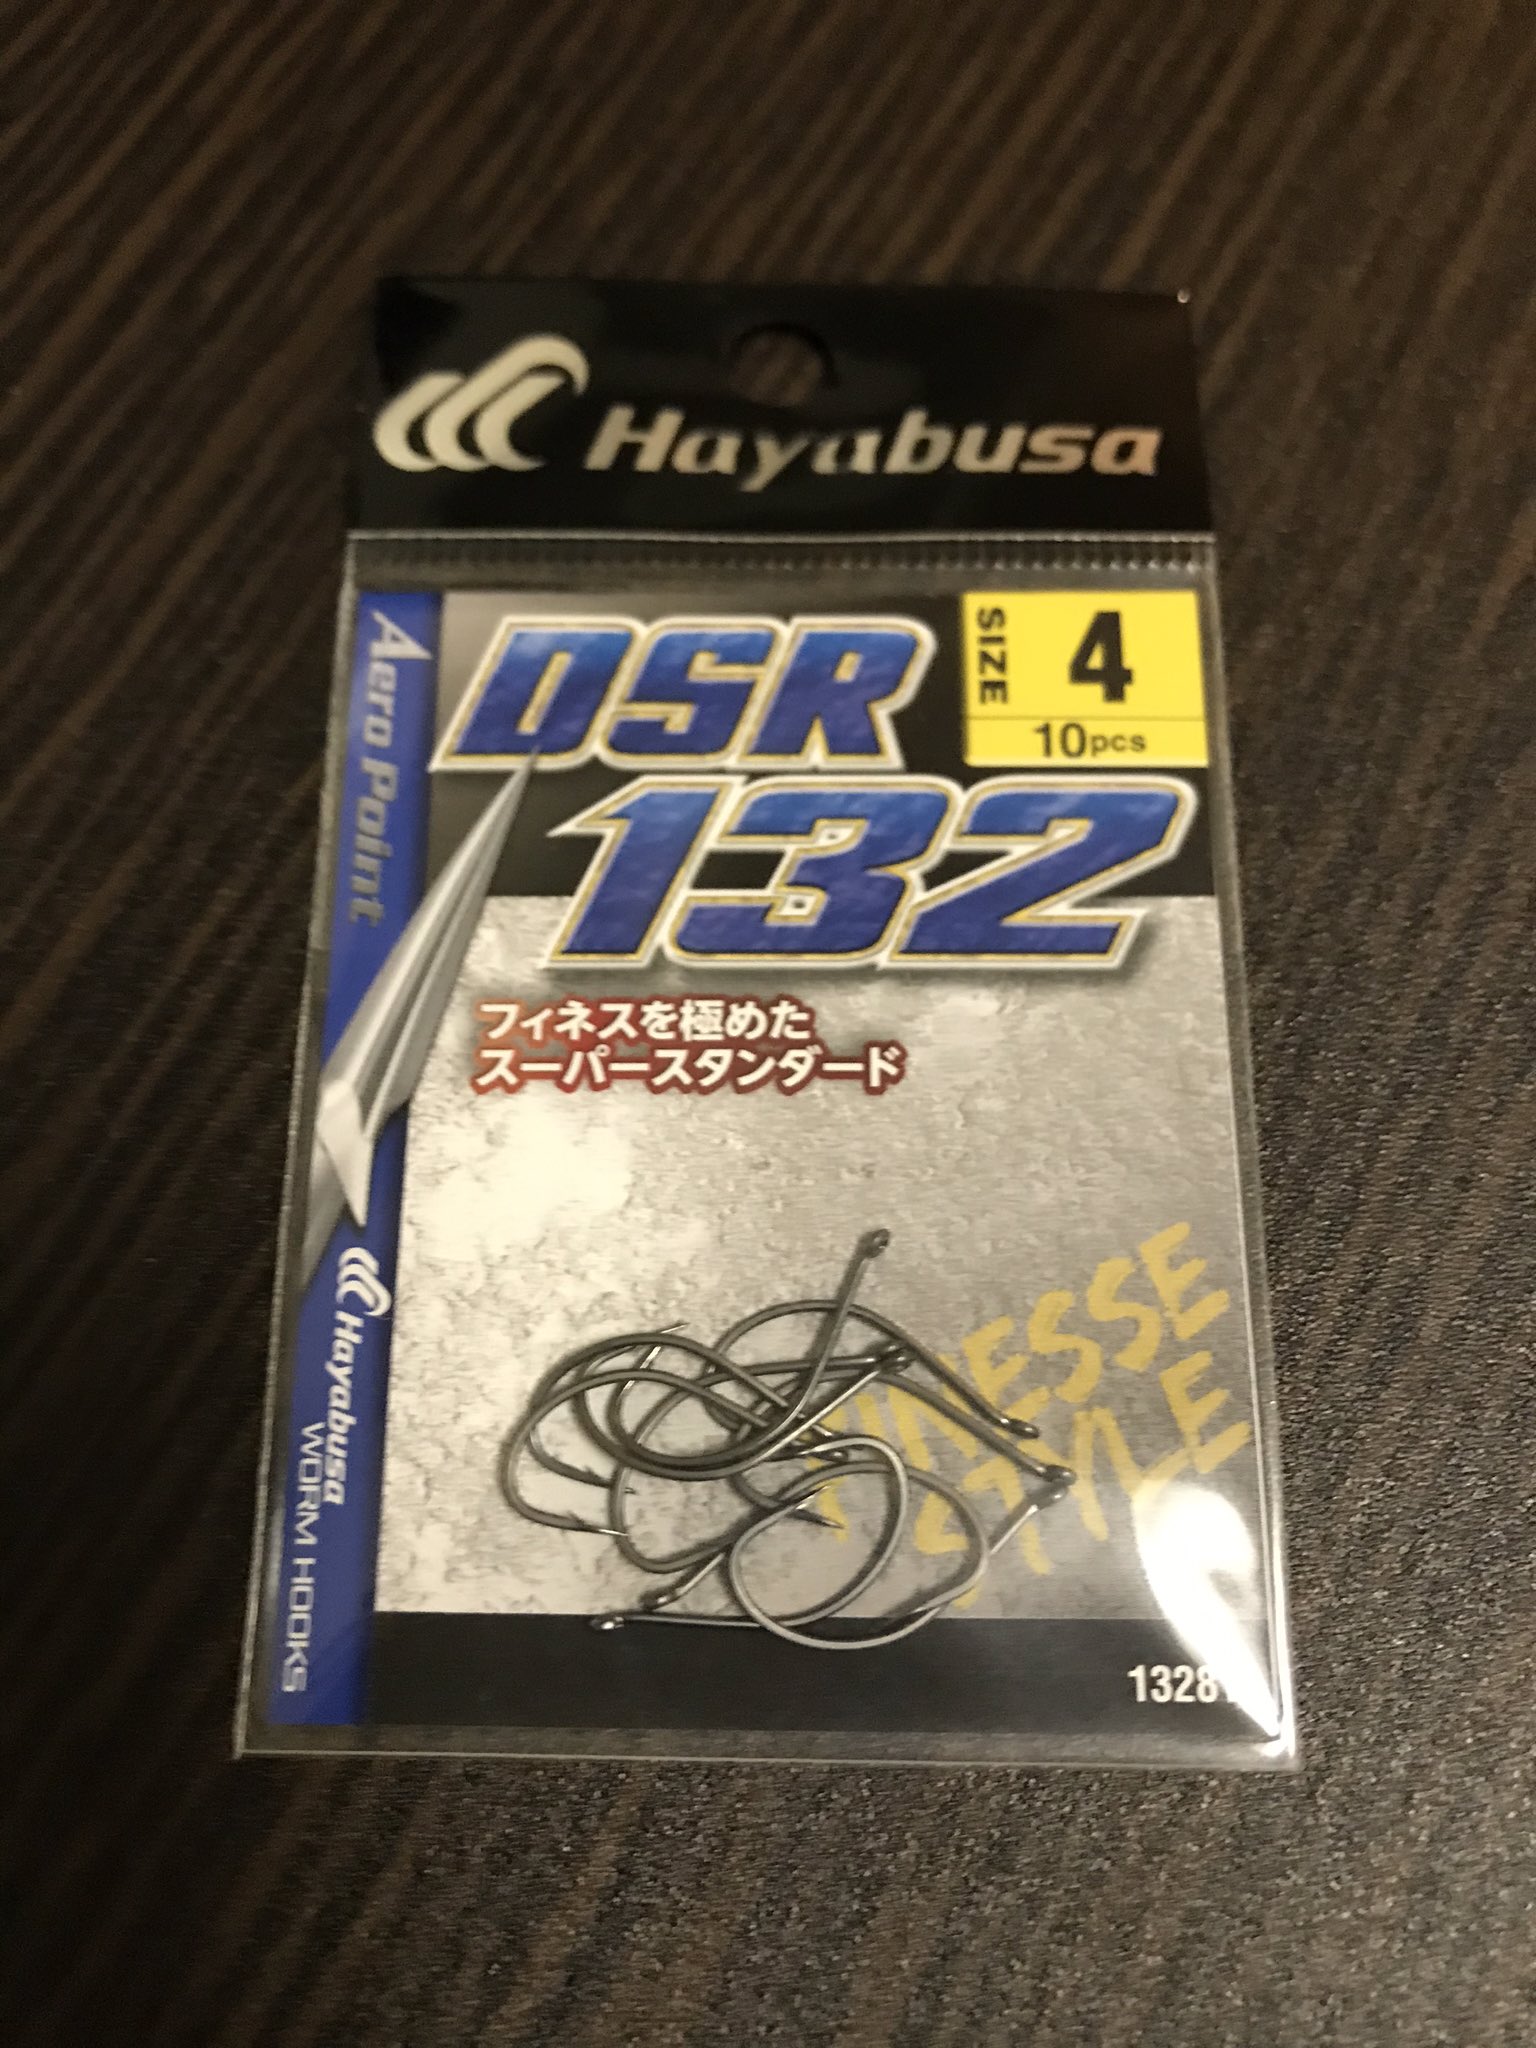 Hayabusa
DSR
132
SIZE
4
10pcs
Aero Point
フィネスを極めた
スーパースタンダード
FINESSE
STYLE
Hayabusa
WORM HOOKS